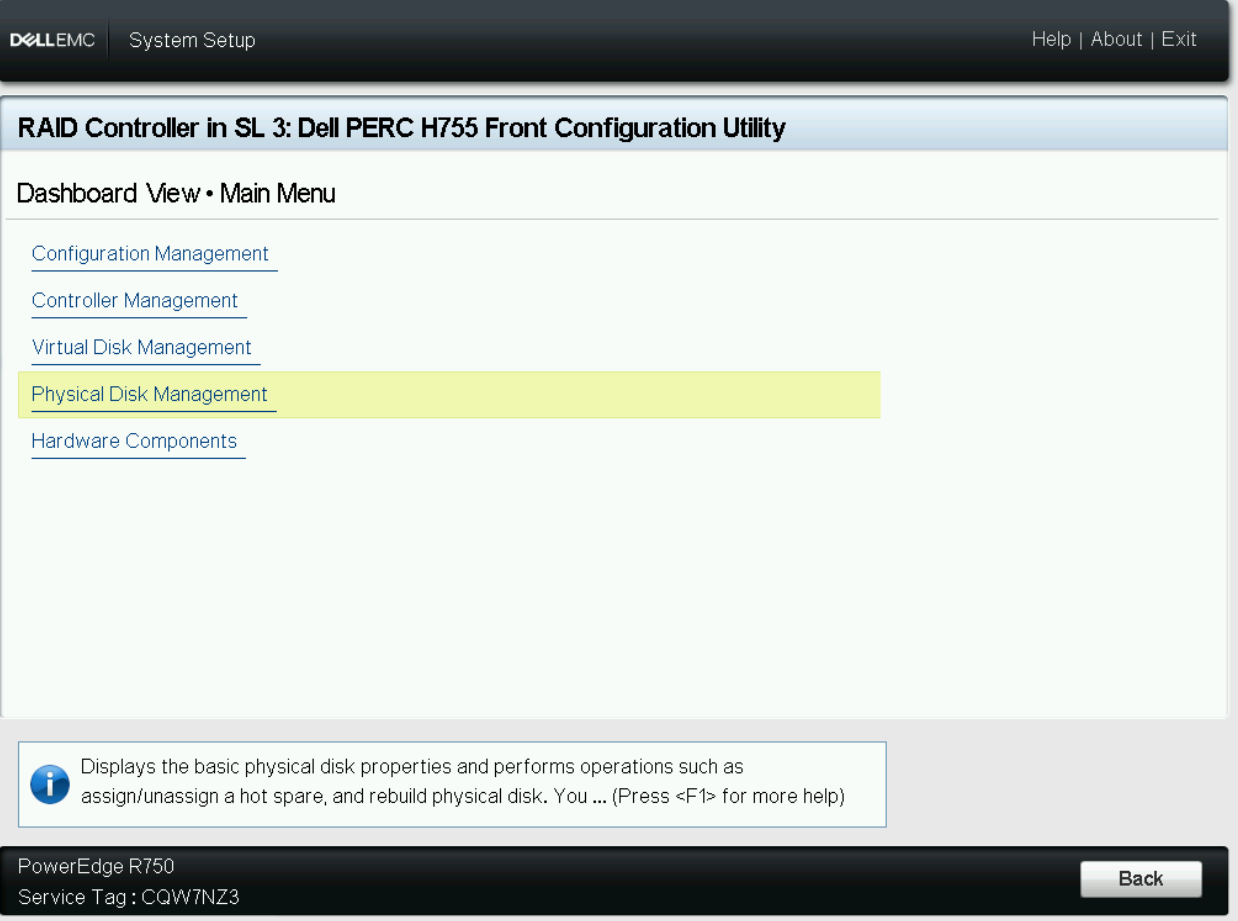 DELLEMC System Setup Help | About | Exit
RAID Controller in SL 3: Dell PERC H755 Front Configuration Utility
Dashboard View • Main Menu
Configuration Management
Controller Management
Virtual Disk Management
Physical Disk Management
Hardware Components
Displays the basic physical disk properties and performs operations such as
assign/unassign a hot spare, and rebuild physical disk. You ... (Press <F1> for more help)
PowerEdge R750
Service Tag : CQW7NZ3
Back